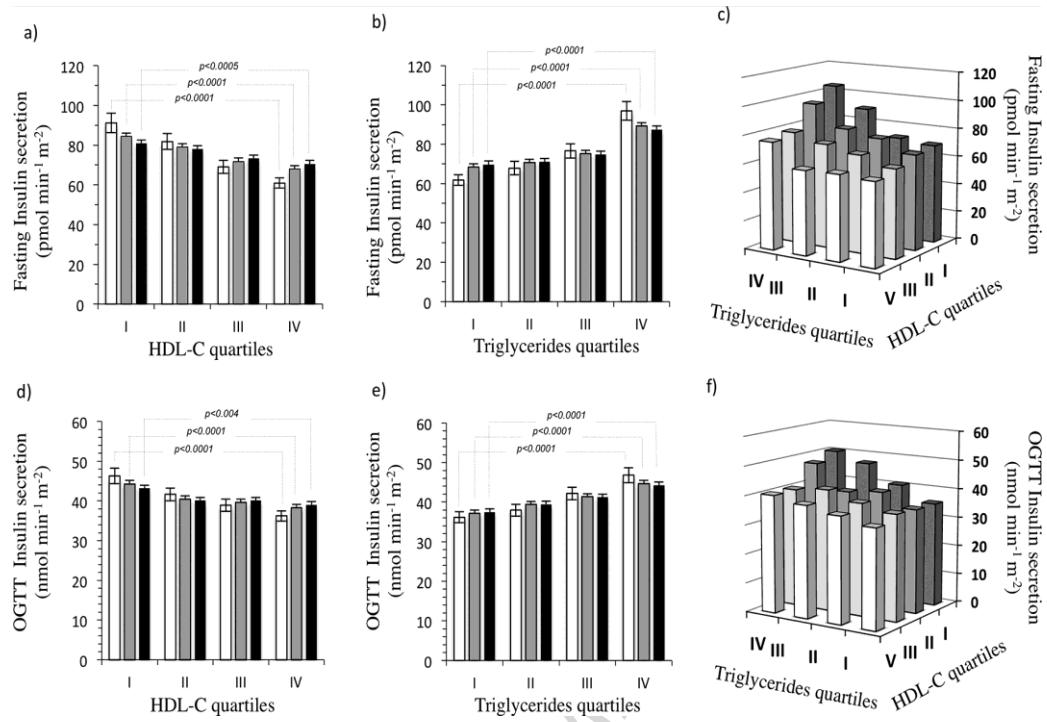 a)
Fasting Insulin secretion
(pmol min⁻¹ m⁻²)
120
100
80
60
40
20
0
p<0.0005
p<0.0001
p<0.0001
I II III IV
HDL-C quartiles
b)
Fasting Insulin secretion
(pmol min⁻¹ m⁻²)
120
100
80
60
40
20
0
p<0.0001
p<0.0001
p<0.0001
I II III IV
Triglycerides quartiles
c)
Fasting Insulin secretion
(pmol min⁻¹ m⁻²)
120
100
80
60
40
20
0
IV III II I
Triglycerides quartiles
V III II I
HDL-C quartiles
d)
OGTT Insulin secretion
(nmol min⁻¹ m⁻²)
60
50
40
30
20
10
0
p<0.004
p<0.0001
p<0.0001
I II III IV
HDL-C quartiles
e)
OGTT Insulin secretion
(nmol min⁻¹ m⁻²)
60
50
40
30
20
10
0
p<0.0001
p<0.0001
p<0.0001
I II III IV
Triglycerides quartiles
f)
OGTT Insulin secretion
(nmol min⁻¹ m⁻²)
60
50
40
30
20
10
0
IV III II I
Triglycerides quartiles
V III II I
HDL-C quartiles